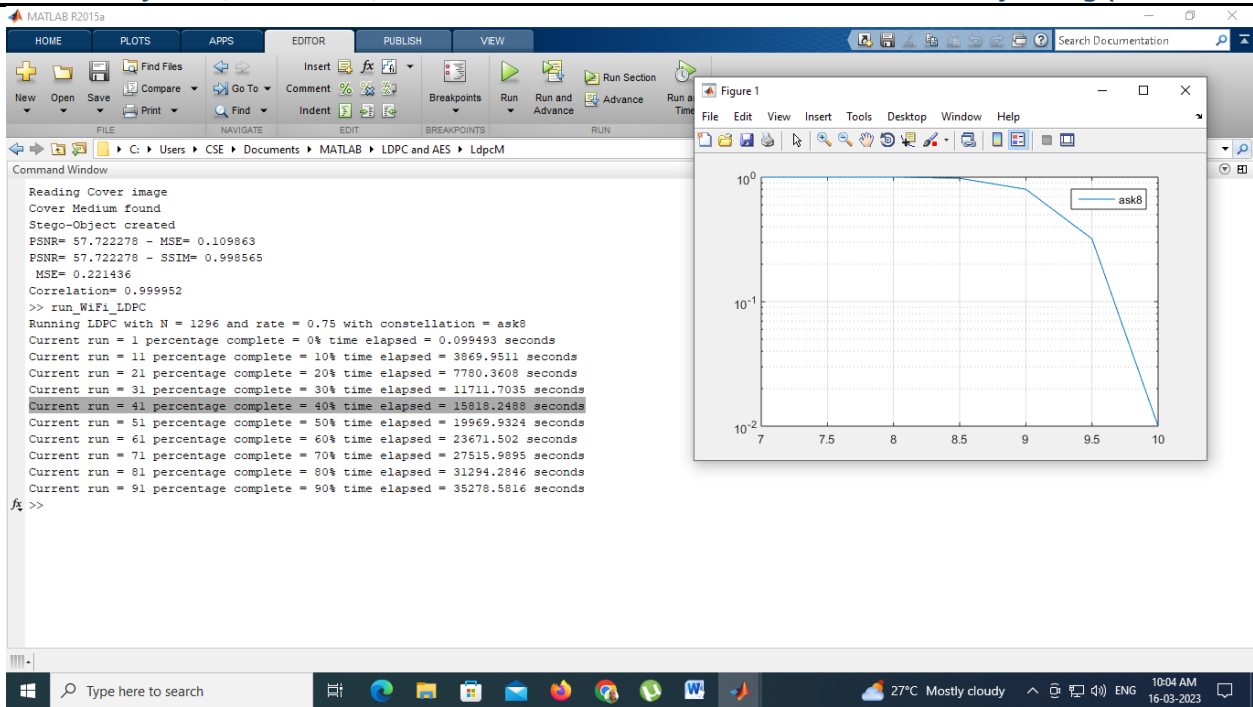 MATLAB R2015a
HOME PLOTS APPS EDITOR PUBLISH VIEW
Search Documentation
New Open Save
Find Files
Compare
Print
Go To
Find
Insert fx
Comment
Indent
Breakpoints
Run Run and Advance
Run Section
Advance
FILE NAVIGATE EDIT BREAKPOINTS RUN
C: Users CSE Documents MATLAB LDPC and AES LdpcM
Command Window
Reading Cover image
Cover Medium found
Stego-Object created
PSNR= 57.722278 - MSE= 0.109863
PSNR= 57.722278 - SSIM= 0.998565
MSE= 0.221436
Correlation= 0.999952
>> run_WiFi_LDPC
Running LDPC with N = 1296 and rate = 0.75 with constellation = ask8
Current run = 1 percentage complete = 0% time elapsed = 0.099493 seconds
Current run = 11 percentage complete = 10% time elapsed = 3869.9511 seconds
Current run = 21 percentage complete = 20% time elapsed = 7780.3608 seconds
Current run = 31 percentage complete = 30% time elapsed = 11711.7035 seconds
Current run = 41 percentage complete = 40% time elapsed = 15818.2488 seconds
Current run = 51 percentage complete = 50% time elapsed = 19969.9324 seconds
Current run = 61 percentage complete = 60% time elapsed = 23671.502 seconds
Current run = 71 percentage complete = 70% time elapsed = 27515.9895 seconds
Current run = 81 percentage complete = 80% time elapsed = 31294.2846 seconds
Current run = 91 percentage complete = 90% time elapsed = 35278.5816 seconds
fx >>
Figure 1
File Edit View Insert Tools Desktop Window Help
10^0
ask8
10^-1
10^-2
7 7.5 8 8.5 9 9.5 10
Type here to search
27°C Mostly cloudy
ENG
10:04 AM
16-03-2023